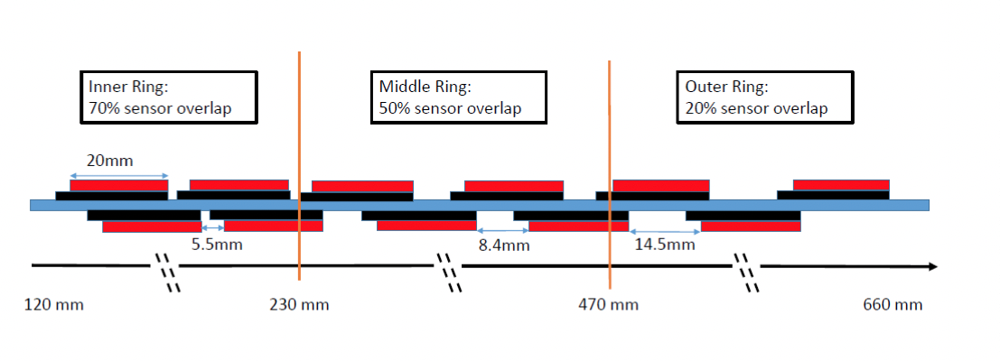 Inner Ring:
70% sensor overlap
Middle Ring:
50% sensor overlap
Outer Ring:
20% sensor overlap
20mm
5.5mm
8.4mm
14.5mm
120 mm
230 mm
470 mm
660 mm